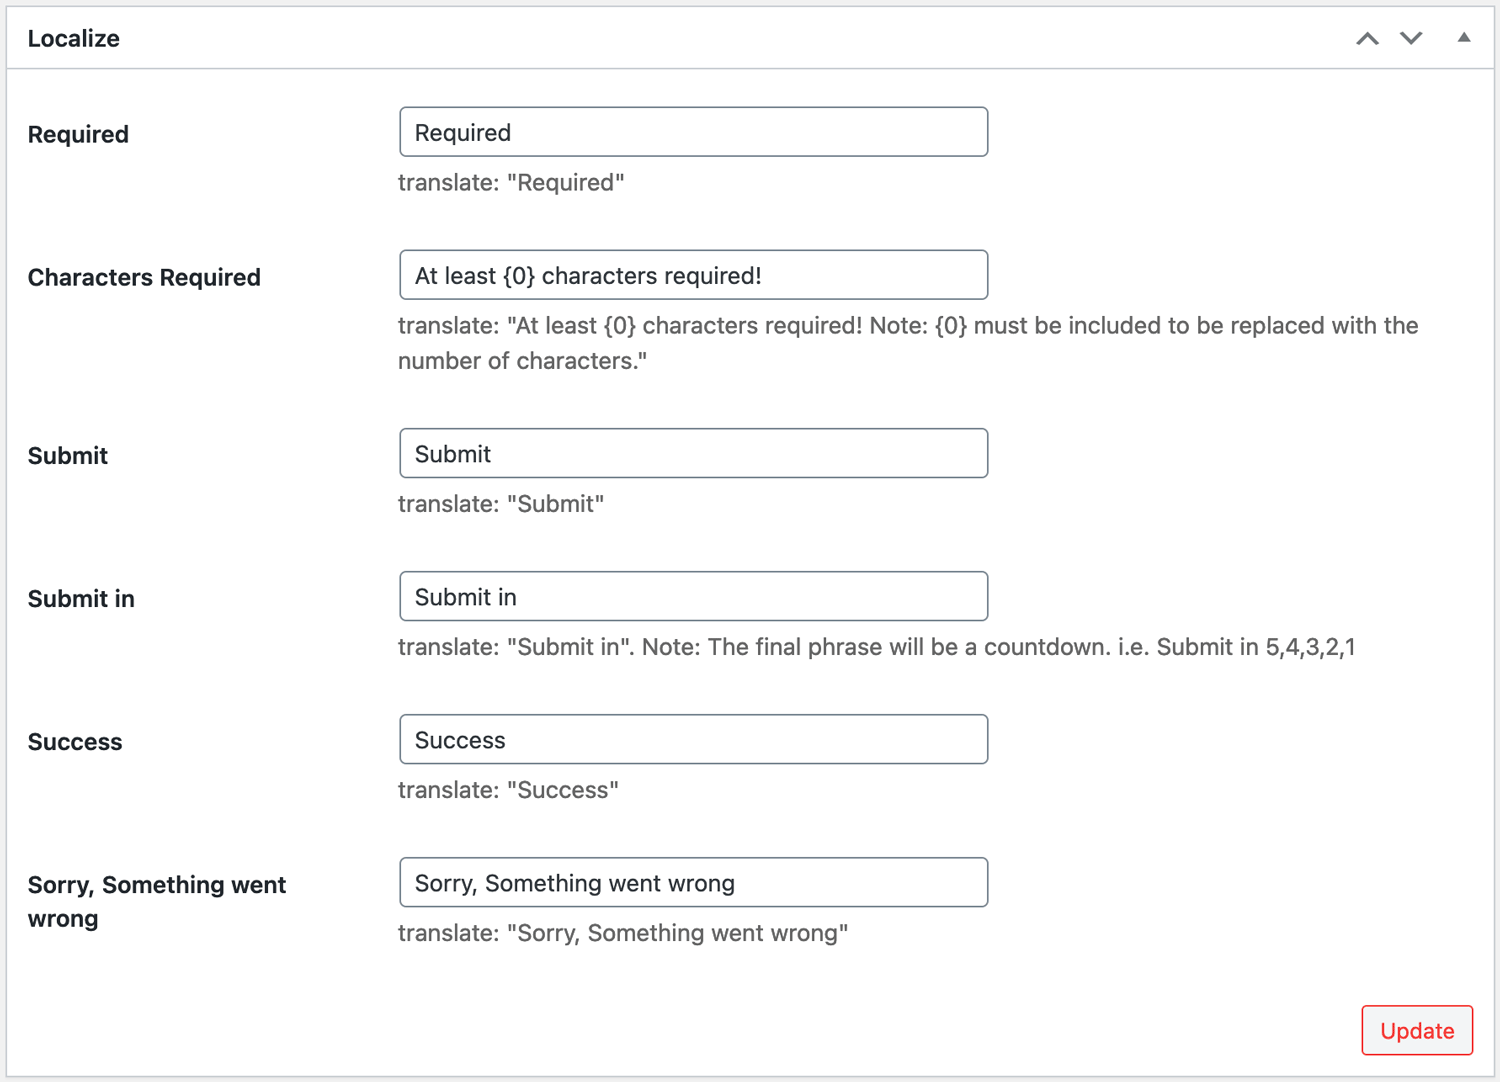 Localize
Required
Required
translate: "Required"
Characters Required
At least {0} characters required!
translate: "At least {0} characters required! Note: {0} must be included to be replaced with the
number of characters."
Submit
Submit
translate: "Submit"
Submit in
Submit in
translate: "Submit in". Note: The final phrase will be a countdown. i.e. Submit in 5,4,3,2,1
Success
Success
translate: "Success"
Sorry, Something went
wrong
Sorry, Something went wrong
translate: "Sorry, Something went wrong"
Update